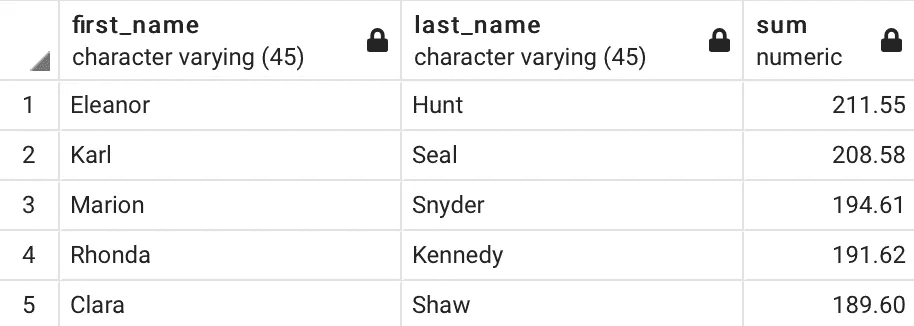 first_name last_name sum
character varying (45) character varying (45) numeric
1 Eleanor Hunt 211.55
2 Karl Seal 208.58
3 Marion Snyder 194.61
4 Rhonda Kennedy 191.62
5 Clara Shaw 189.60